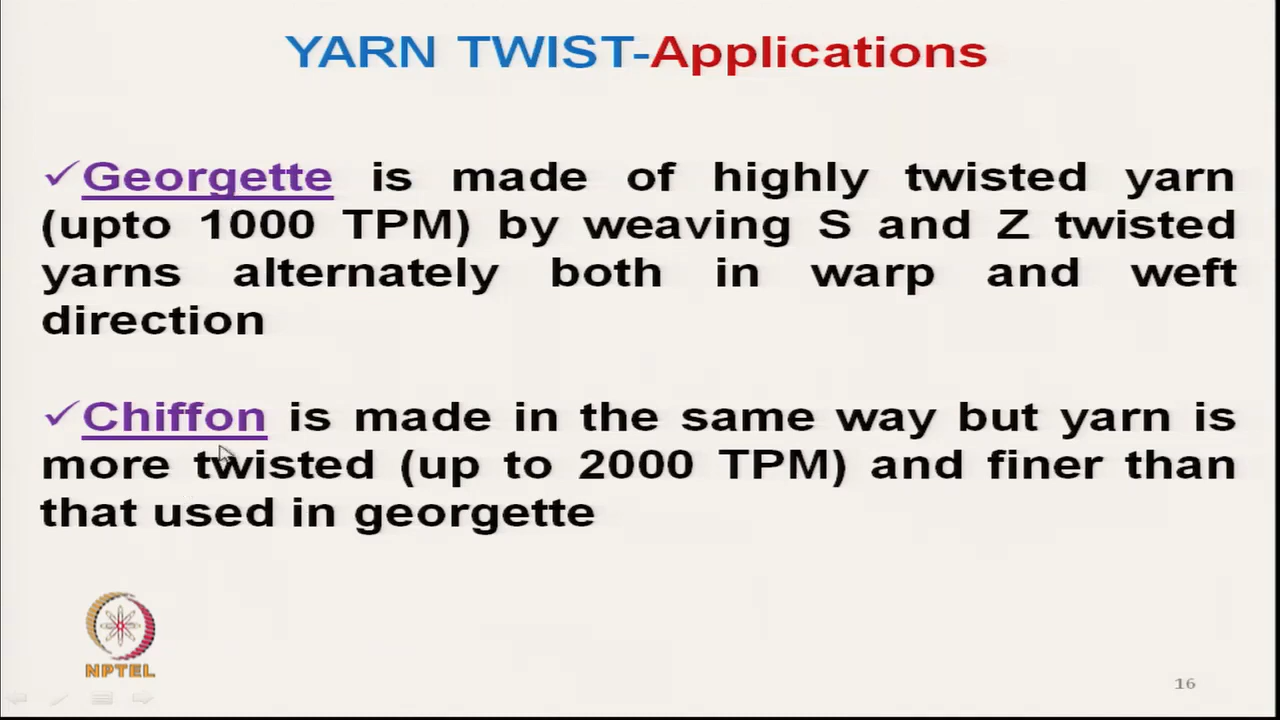 YARN TWIST-Applications
✓Georgette is made of highly twisted yarn
(upto 1000 TPM) by weaving S and Z twisted
yarns alternately both in warp and weft
direction
✓Chiffon is made in the same way but yarn is
more twisted (up to 2000 TPM) and finer than
that used in georgette
NPTEL
16